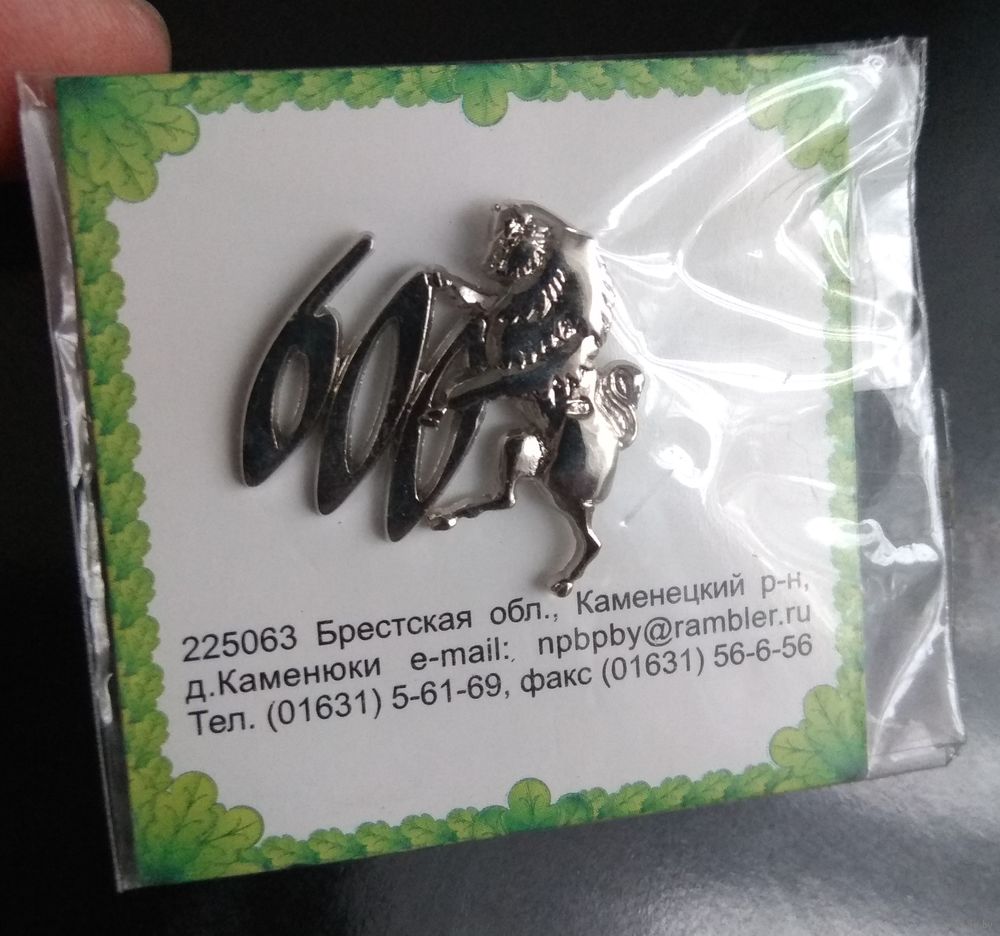 600
225063 Брестская обл., Каменецкий р-н,
д.Каменюки e-mail: npbpby@rambler.ru
Тел. (01631) 5-61-69, факс (01631) 56-6-56